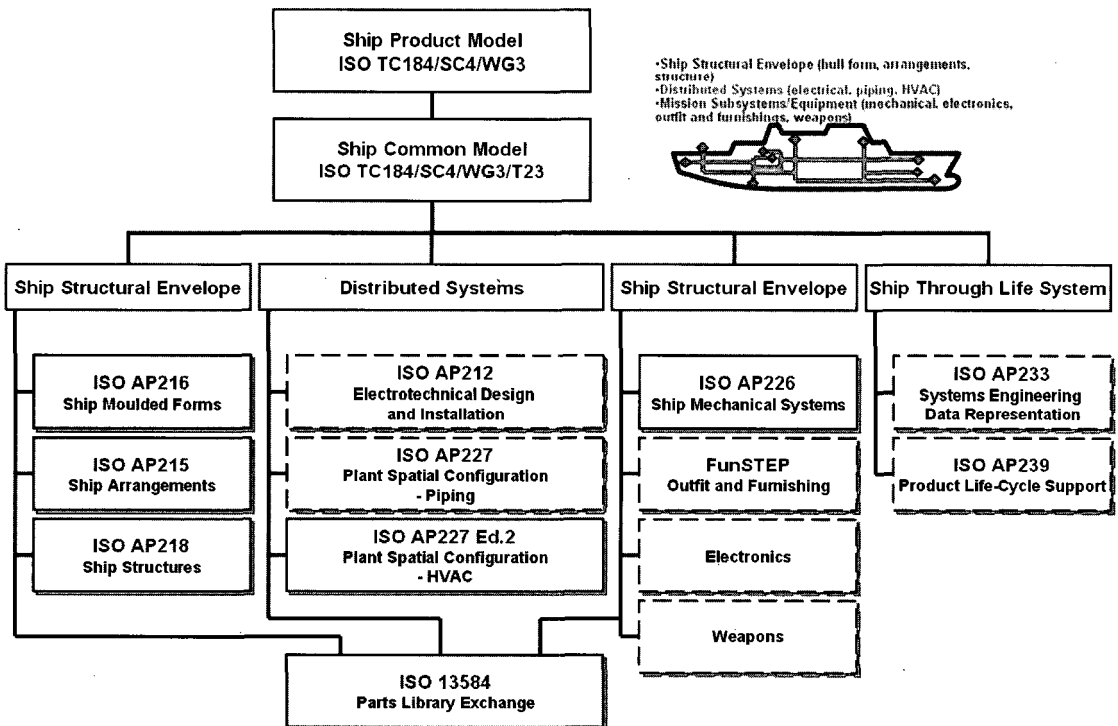 Ship Product Model
ISO TC184/SC4/WG3
•Ship Structural Envelope (hull form, arrangements,
structure)
•Distributed Systems (electrical, piping, HVAC)
•Mission Subsystems/Equipment (mechanical, electronics,
outfit and furnishings, weapons)
Ship Common Model
ISO TC184/SC4/WG3/T23
Ship Structural Envelope
Distributed Systems
Ship Structural Envelope
Ship Through Life System
ISO AP216
Ship Moulded Forms
ISO AP215
Ship Arrangements
ISO AP218
Ship Structures
ISO AP212
Electrotechnical Design
and Installation
ISO AP227
Plant Spatial Configuration
- Piping
ISO AP227 Ed.2
Plant Spatial Configuration
- HVAC
ISO AP226
Ship Mechanical Systems
FunSTEP
Outfit and Furnishing
Electronics
Weapons
ISO AP233
Systems Engineering
Data Representation
ISO AP239
Product Life-Cycle Support
ISO 13584
Parts Library Exchange